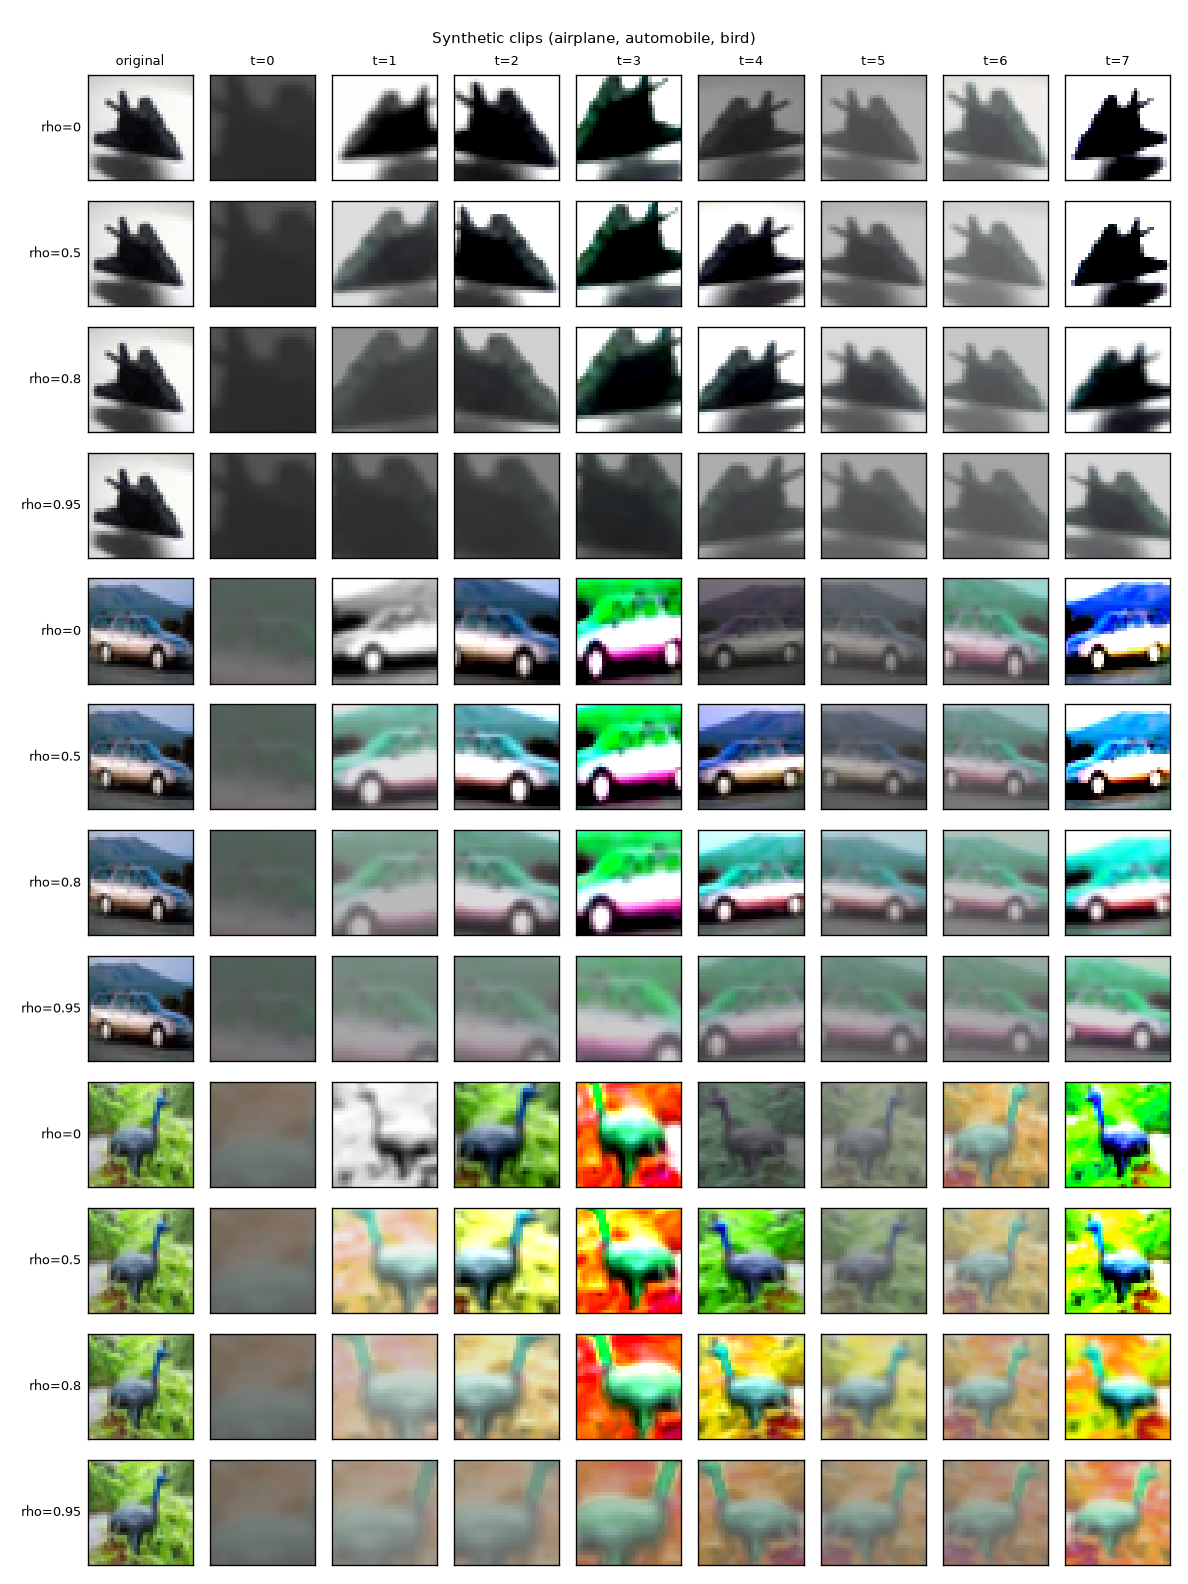 Synthetic clips (airplane, automobile, bird)
original t=0 t=1 t=2 t=3 t=4 t=5 t=6 t=7
rho=0
rho=0.5
rho=0.8
rho=0.95
rho=0
rho=0.5
rho=0.8
rho=0.95
rho=0
rho=0.5
rho=0.8
rho=0.95